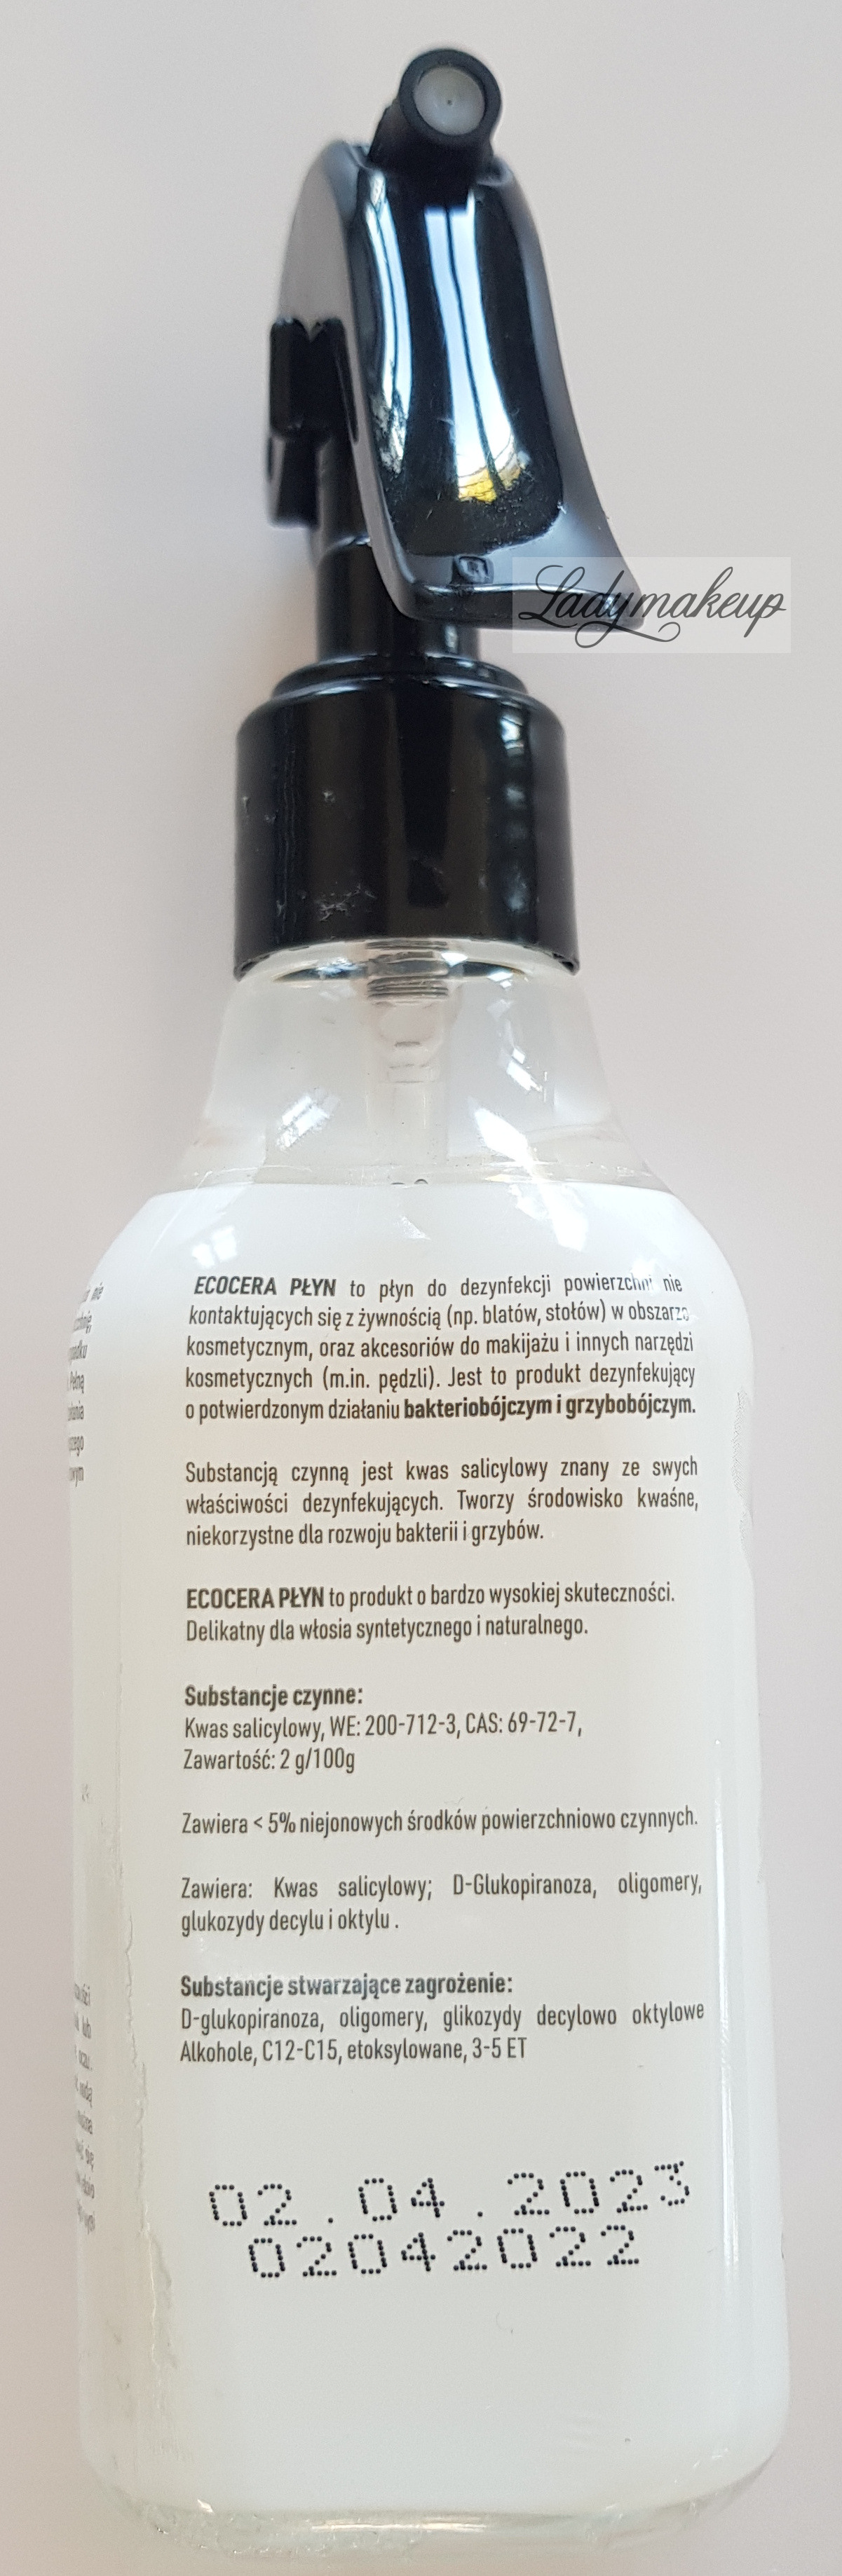 Ladymakeup
ECOCERA PŁYN to płyn do dezynfekcji powierzchni nie
kontaktujących się z żywnością (np. blatów, stołów) w obszarze
kosmetycznym, oraz akcesoriów do makijażu i innych narzędzi
kosmetycznych (m.in. pędzli). Jest to produkt dezynfekujący
o potwierdzonym działaniu bakteriobójczym i grzybobójczym.
Substancją czynną jest kwas salicylowy znany ze swych
właściwości dezynfekujących. Tworzy środowisko kwaśne,
niekorzystne dla rozwoju bakterii i grzybów.
ECOCERA PŁYN to produkt o bardzo wysokiej skuteczności.
Delikatny dla włosia syntetycznego i naturalnego.
Substancje czynne:
Kwas salicylowy, WE: 200-712-3, CAS: 69-72-7,
Zawartość: 2 g/100g
Zawiera < 5% niejonowych środków powierzchniowo czynnych.
Zawiera: Kwas salicylowy; D-Glukopiranoza, oligomery,
glukozydy decylu i oktylu .
Substancje stwarzające zagrożenie:
D-glukopiranoza, oligomery, glikozydy decylowo oktylowe
Alkohole, C12-C15, etoksylowane, 3-5 ET
02.04.2023
02042022